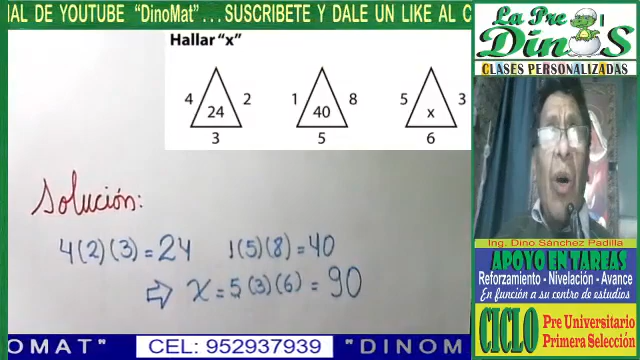 AL DE YOUTUBE "DinoMat"... SUSCRIBETE Y DALE UN LIKE AL C
La Pre
DinoS
CLASES PERSONALIZADAS
Hallar "x"
4 2 1 8 5 3
24 40 x
3 5 6
Solución:
4(2)(3)=24 1(5)(8)=40
⇒ x=5(3)(6)=90
Ing. Dino Sánchez Padilla
APOYO EN TAREAS
Reforzamiento - Nivelación - Avance
En función a su centro de estudios
CICLO Pre Universitario
Primera Selección
OMAT" CEL: 952937939 "DINOM